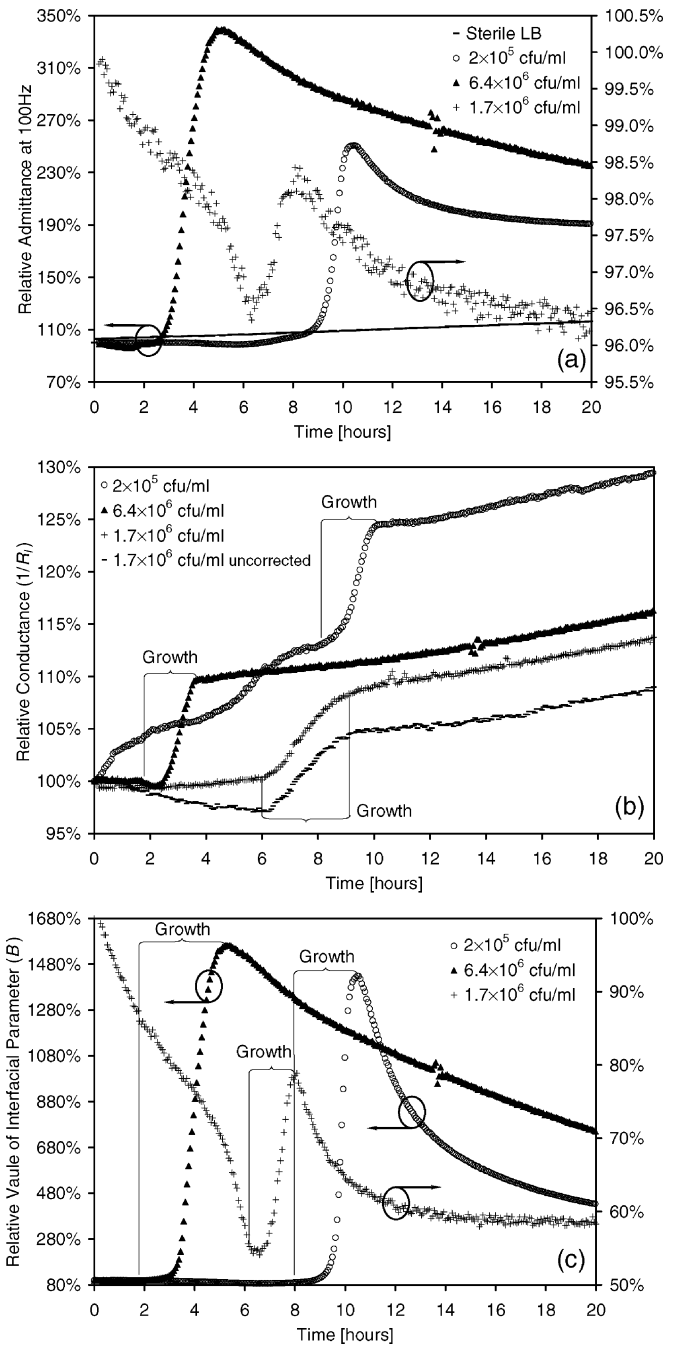 350%
310%
270%
230%
190%
150%
110%
70%
Relative Admittance at 100Hz
100.5%
100.0%
99.5%
99.0%
98.5%
98.0%
97.5%
97.0%
96.5%
96.0%
95.5%
Sterile LB
2×10⁵ cfu/ml
6.4×10⁶ cfu/ml
1.7×10⁶ cfu/ml
(a)
0 2 4 6 8 10 12 14 16 18 20
Time [hours]
130%
125%
120%
115%
110%
105%
100%
95%
Relative Conductance (1/Rₗ)
2×10⁵ cfu/ml
6.4×10⁶ cfu/ml
1.7×10⁶ cfu/ml
1.7×10⁶ cfu/ml uncorrected
Growth
Growth
Growth
(b)
0 2 4 6 8 10 12 14 16 18 20
Time [hours]
1680%
1480%
1280%
1080%
880%
680%
480%
280%
80%
Relative Vaule of Interfacial Parameter (B)
100%
90%
80%
70%
60%
50%
Growth
Growth
Growth
2×10⁵ cfu/ml
6.4×10⁶ cfu/ml
1.7×10⁶ cfu/ml
(c)
0 2 4 6 8 10 12 14 16 18 20
Time [hours]